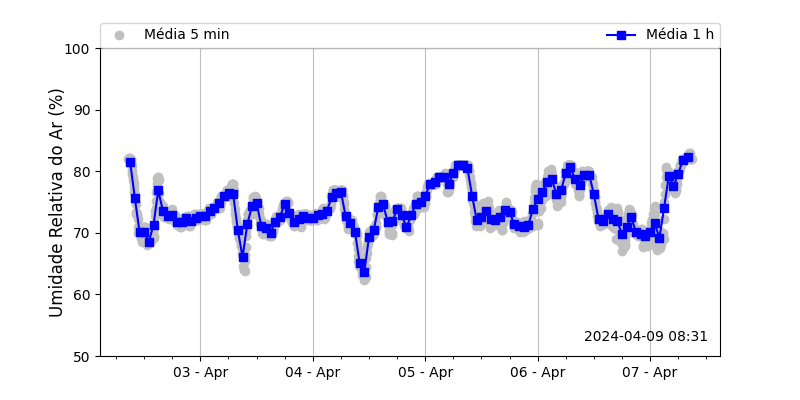 Média 5 min
Média 1 h
Umidade Relativa do Ar (%)
100
90
80
70
60
50
2024-04-09 08:31
03 - Apr
04 - Apr
05 - Apr
06 - Apr
07 - Apr